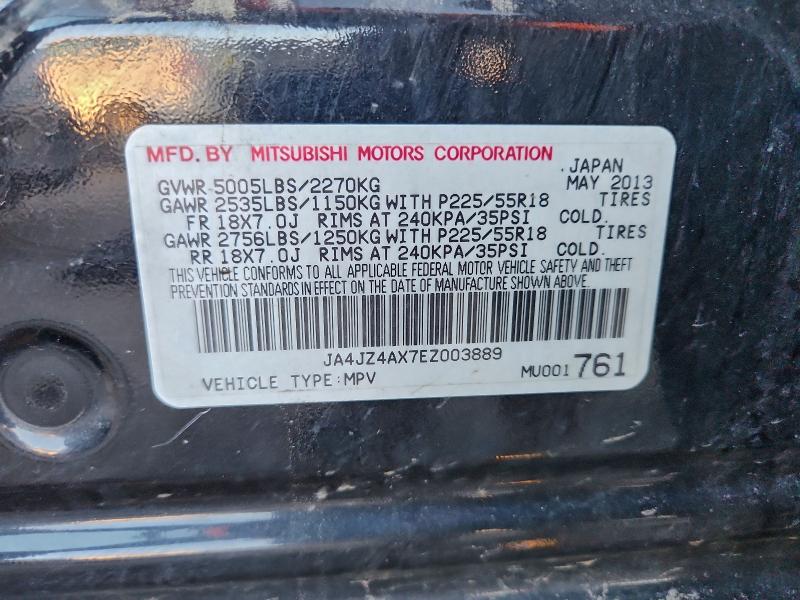 MFD. BY MITSUBISHI MOTORS CORPORATION
JAPAN
GVWR 5005LBS/2270KG MAY 2013
GAWR 2535LBS/1150KG WITH P225/55R18 TIRES
FR 18X7.0J RIMS AT 240KPA/35PSI COLD.
GAWR 2756LBS/1250KG WITH P225/55R18 TIRES
RR 18X7.0J RIMS AT 240KPA/35PSI COLD.
THIS VEHICLE CONFORMS TO ALL APPLICABLE FEDERAL MOTOR VEHICLE SAFETY AND THEFT
PREVENTION STANDARDS IN EFFECT ON THE DATE OF MANUFACTURE SHOWN ABOVE.
JA4JZ4AX7EZ003889
VEHICLE TYPE:MPV MU001761